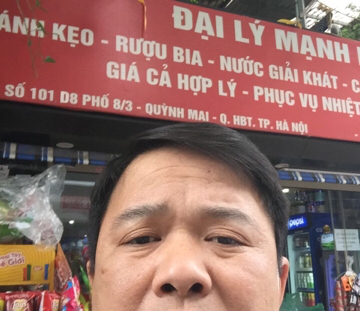 ĐẠI LÝ MẠNH
ÁNH KẸO - RƯỢU BIA - NƯỚC GIẢI KHÁT - C
GIÁ CẢ HỢP LÝ - PHỤC VỤ NHIỆT
SỐ 101 D8 PHỐ 8/3 - QUỲNH MAI - Q. HBT. TP. HÀ NỘI
pepsi